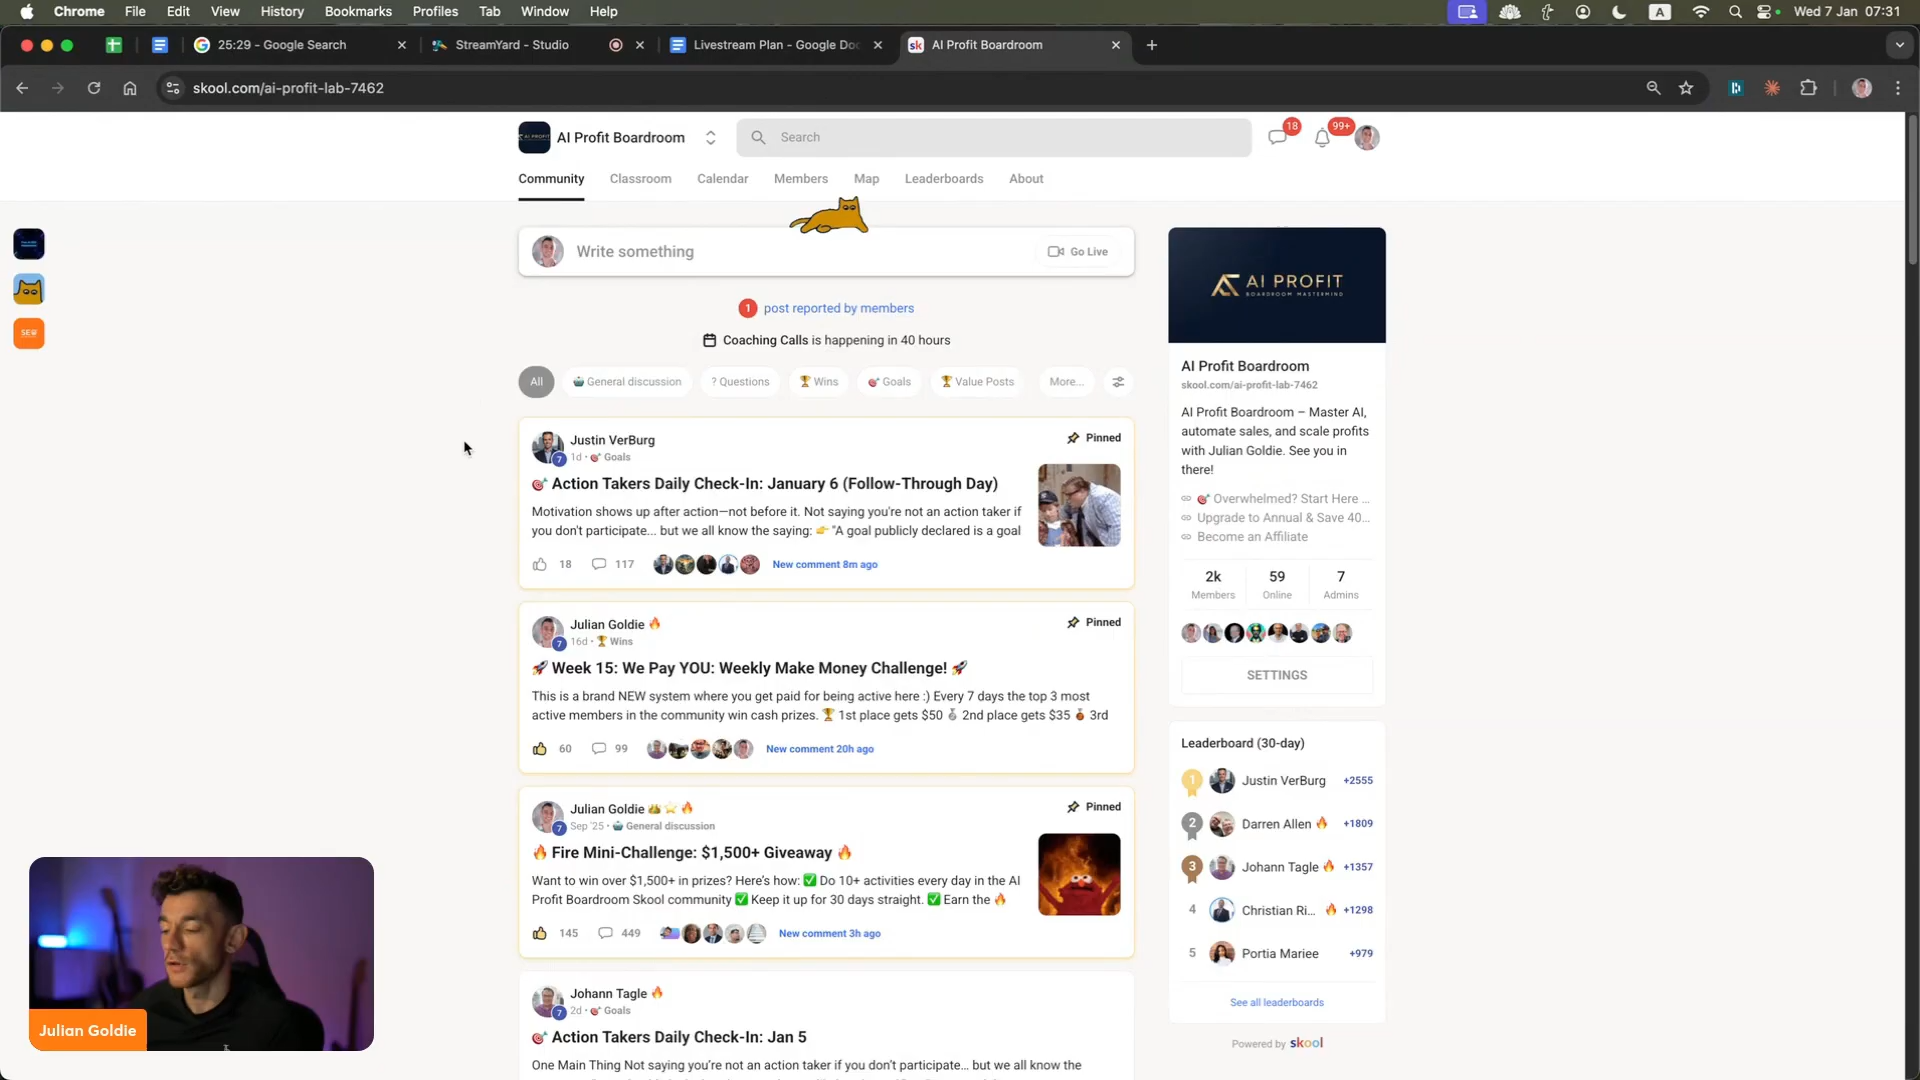 Chrome File Edit View History Bookmarks Profiles Tab Window Help A Wed 7 Jan 07:31
25:29 - Google Search StreamYard - Studio Livestream Plan - Google Doc sk AI Profit Boardroom
skool.com/ai-profit-lab-7462
AI Profit Boardroom Search 18 99+
Community Classroom Calendar Members Map Leaderboards About
Write something Go Live
1 post reported by members
Coaching Calls is happening in 40 hours
All General discussion ? Questions Wins Goals Value Posts More...
Justin VerBurg Pinned
7 1d • Goals
Action Takers Daily Check-In: January 6 (Follow-Through Day)
Motivation shows up after action—not before it. Not saying you're not an action taker if
you don't participate... but we all know the saying: 👉 "A goal publicly declared is a goal
18 117 New comment 8m ago
Julian Goldie 🔥 Pinned
7 16d • 🏆 Wins
🚀 Week 15: We Pay YOU: Weekly Make Money Challenge! 🚀
This is a brand NEW system where you get paid for being active here :) Every 7 days the top 3 most
active members in the community win cash prizes. 🏆 1st place gets $50 🥈 2nd place gets $35 🥉 3rd
60 99 New comment 20h ago
Julian Goldie 👑⭐🔥 Pinned
7 Sep '25 • General discussion
🔥 Fire Mini-Challenge: $1,500+ Giveaway 🔥
Want to win over $1,500+ in prizes? Here's how: ✅ Do 10+ activities every day in the AI
Profit Boardroom Skool community ✅ Keep it up for 30 days straight. ✅ Earn the 🔥
145 449 New comment 3h ago
Johann Tagle 🔥
7 2d • 🎯 Goals
🎯 Action Takers Daily Check-In: Jan 5
One Main Thing Not saying you're not an action taker if you don't participate... but we all know the
AI PROFIT
BOARDROOM MASTERMIND
AI Profit Boardroom
skool.com/ai-profit-lab-7462
AI Profit Boardroom – Master AI,
automate sales, and scale profits
with Julian Goldie. See you in
there!
🎯 Overwhelmed? Start Here ...
Upgrade to Annual & Save 40...
Become an Affiliate
2k 59 7
Members Online Admins
SETTINGS
Leaderboard (30-day)
1 Justin VerBurg +2555
2 Darren Allen 🔥 +1809
3 Johann Tagle 🔥 +1357
4 Christian Ri... 🔥 +1298
5 Portia Mariee +979
See all leaderboards
Powered by skool
Julian Goldie